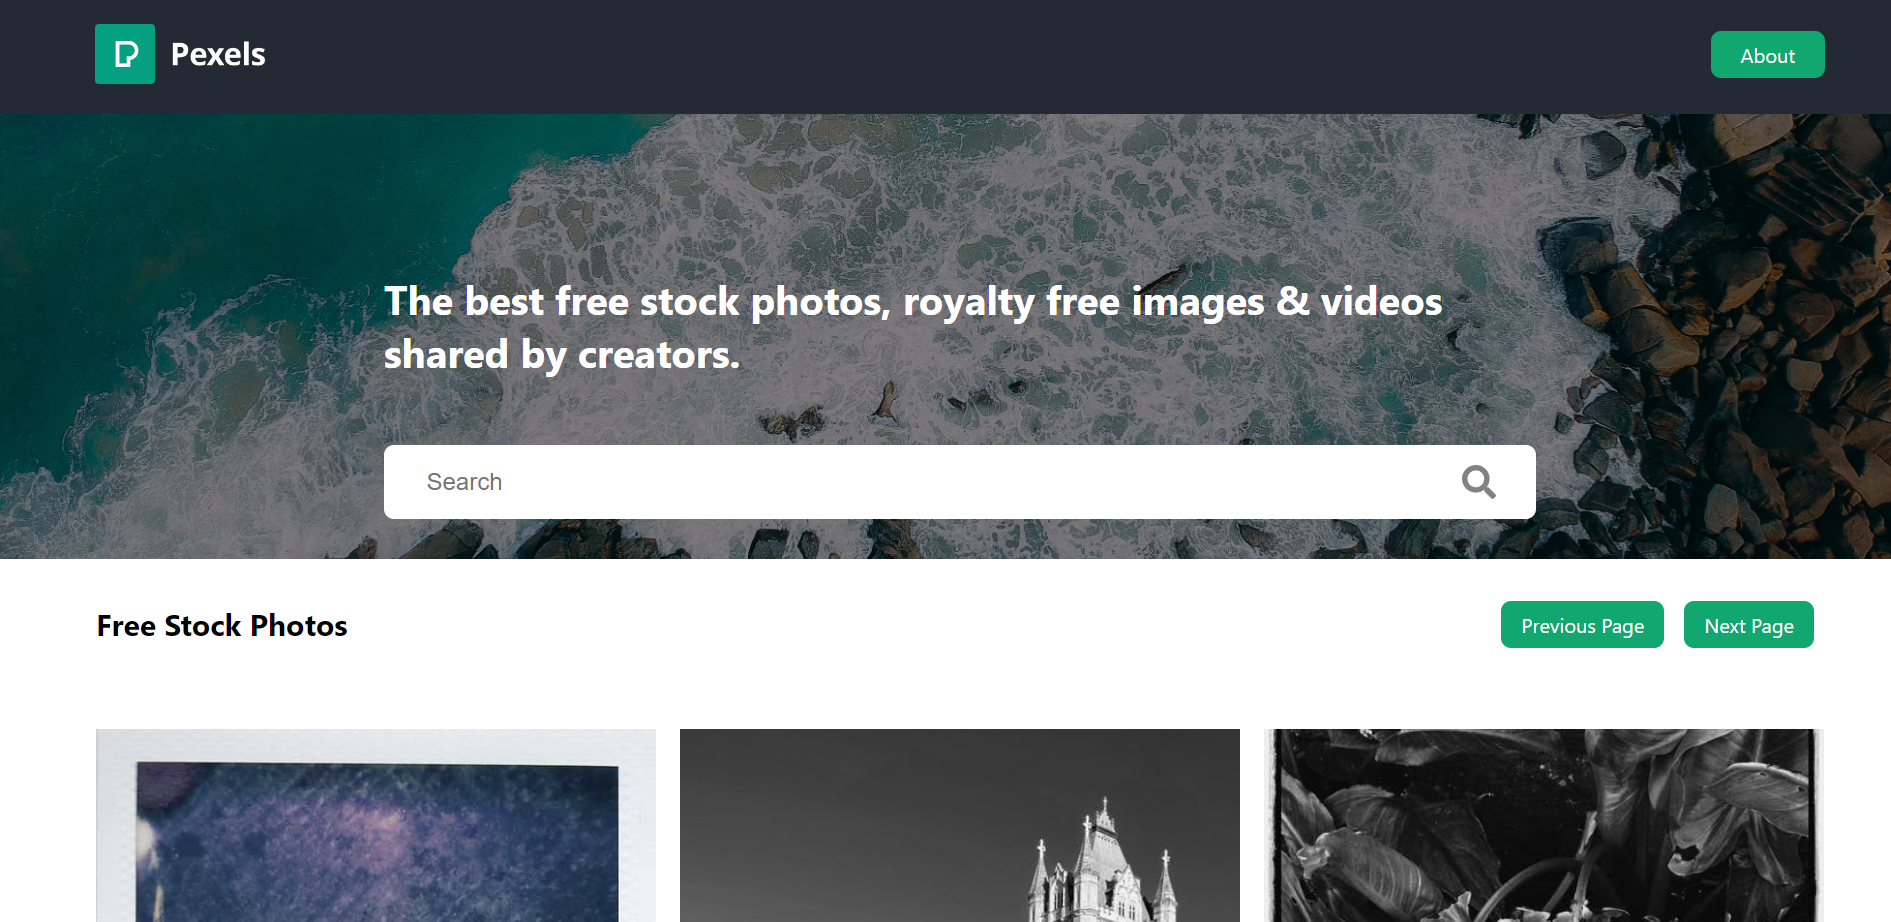 Pexels
About
The best free stock photos, royalty free images & videos
shared by creators.
Search
Free Stock Photos
Previous Page
Next Page